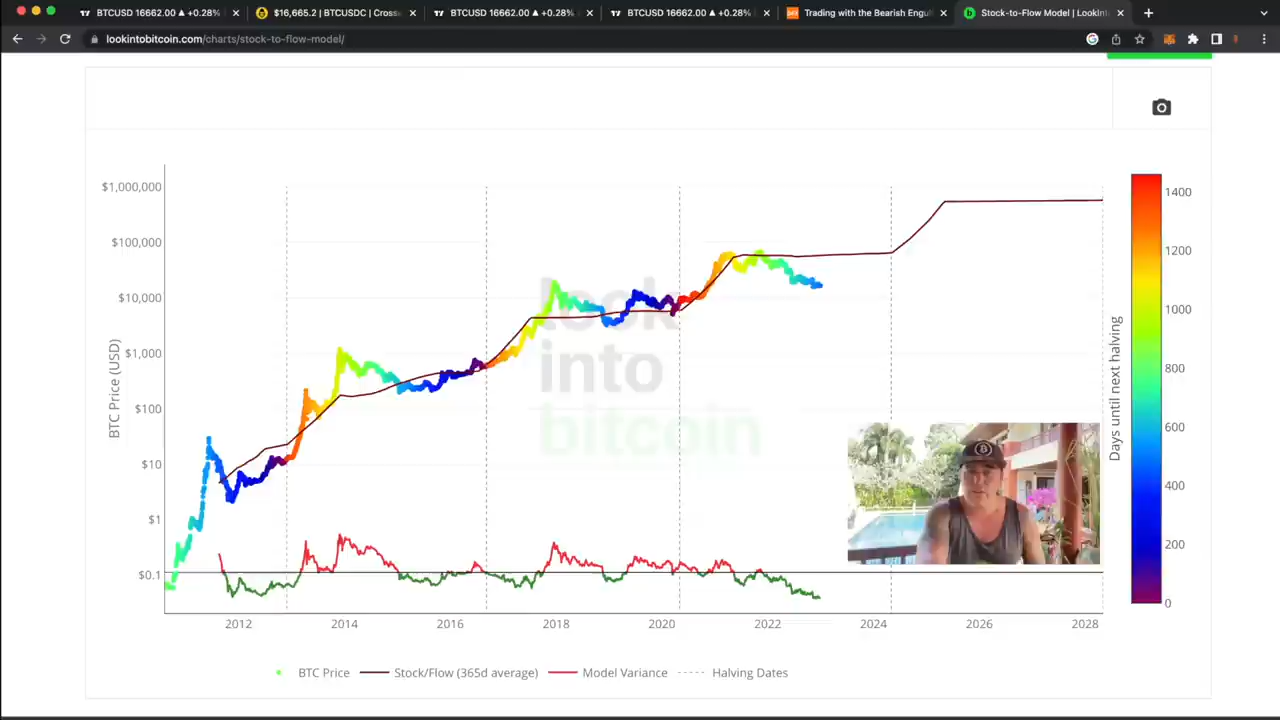 BTCUSD 16662.00 ▲ +0.28%
$16,665.2 | BTCUSDC | Crosse
BTCUSD 16662.00 ▲ +0.28%
BTCUSD 16662.00 ▲ +0.28%
Trading with the Bearish Engulf
Stock-to-Flow Model | LookInto
lookintobitcoin.com/charts/stock-to-flow-model/
BTC Price (USD)
$1,000,000
$100,000
$10,000
$1,000
$100
$10
$1
$0.1
look
into
bitcoin
2012
2014
2016
2018
2020
2022
2024
2026
2028
Days until next halving
1400
1200
1000
800
600
400
200
0
BTC Price
Stock/Flow (365d average)
Model Variance
Halving Dates